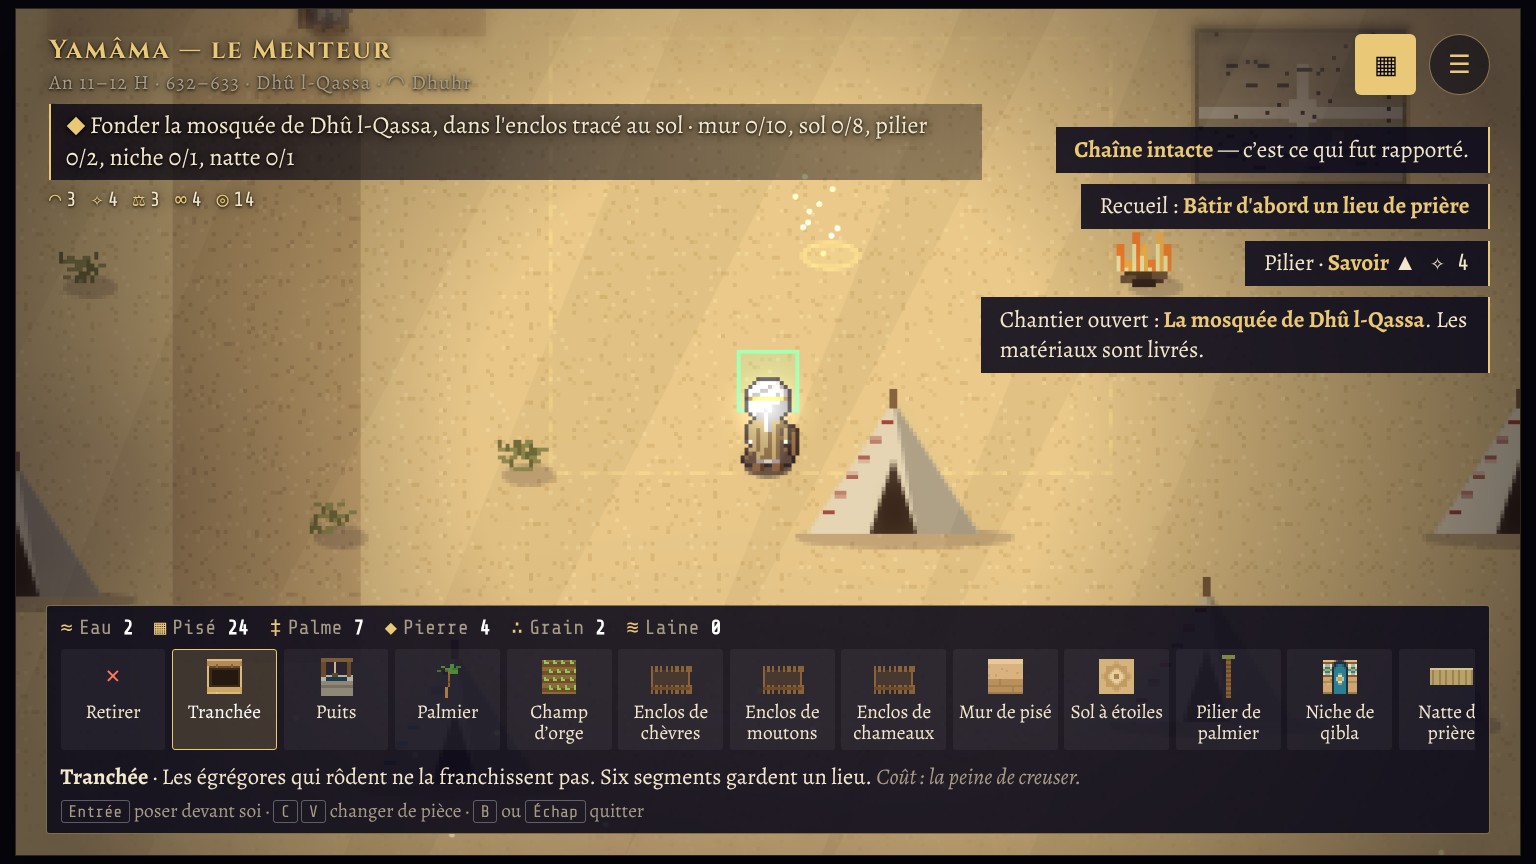 Yamâma — le Menteur
An 11–12 H · 632–633 · Dhû l-Qassa · ◠ Dhuhr
◆ Fonder la mosquée de Dhû l-Qassa, dans l'enclos tracé au sol · mur 0/10, sol 0/8, pilier
0/2, niche 0/1, natte 0/1
◠ 3 ✧ 4 ⚖ 3 ∞ 4 ◎ 14
Chaîne intacte — c’est ce qui fut rapporté.
Recueil : Bâtir d'abord un lieu de prière
Pilier · Savoir ▲ ✧ 4
Chantier ouvert : La mosquée de Dhû l-Qassa. Les
matériaux sont livrés.
≈ Eau 2 ▦ Pisé 24 ‡ Palme 7 ◆ Pierre 4 ∴ Grain 2 ≋ Laine 0
Retirer
Tranchée
Puits
Palmier
Champ
d’orge
Enclos de
chèvres
Enclos de
moutons
Enclos de
chameaux
Mur de pisé
Sol à étoiles
Pilier de
palmier
Niche de
qibla
Natte d
prière
Tranchée · Les égrégores qui rôdent ne la franchissent pas. Six segments gardent un lieu. Coût : la peine de creuser.
Entrée poser devant soi · C V changer de pièce · B ou Échap quitter